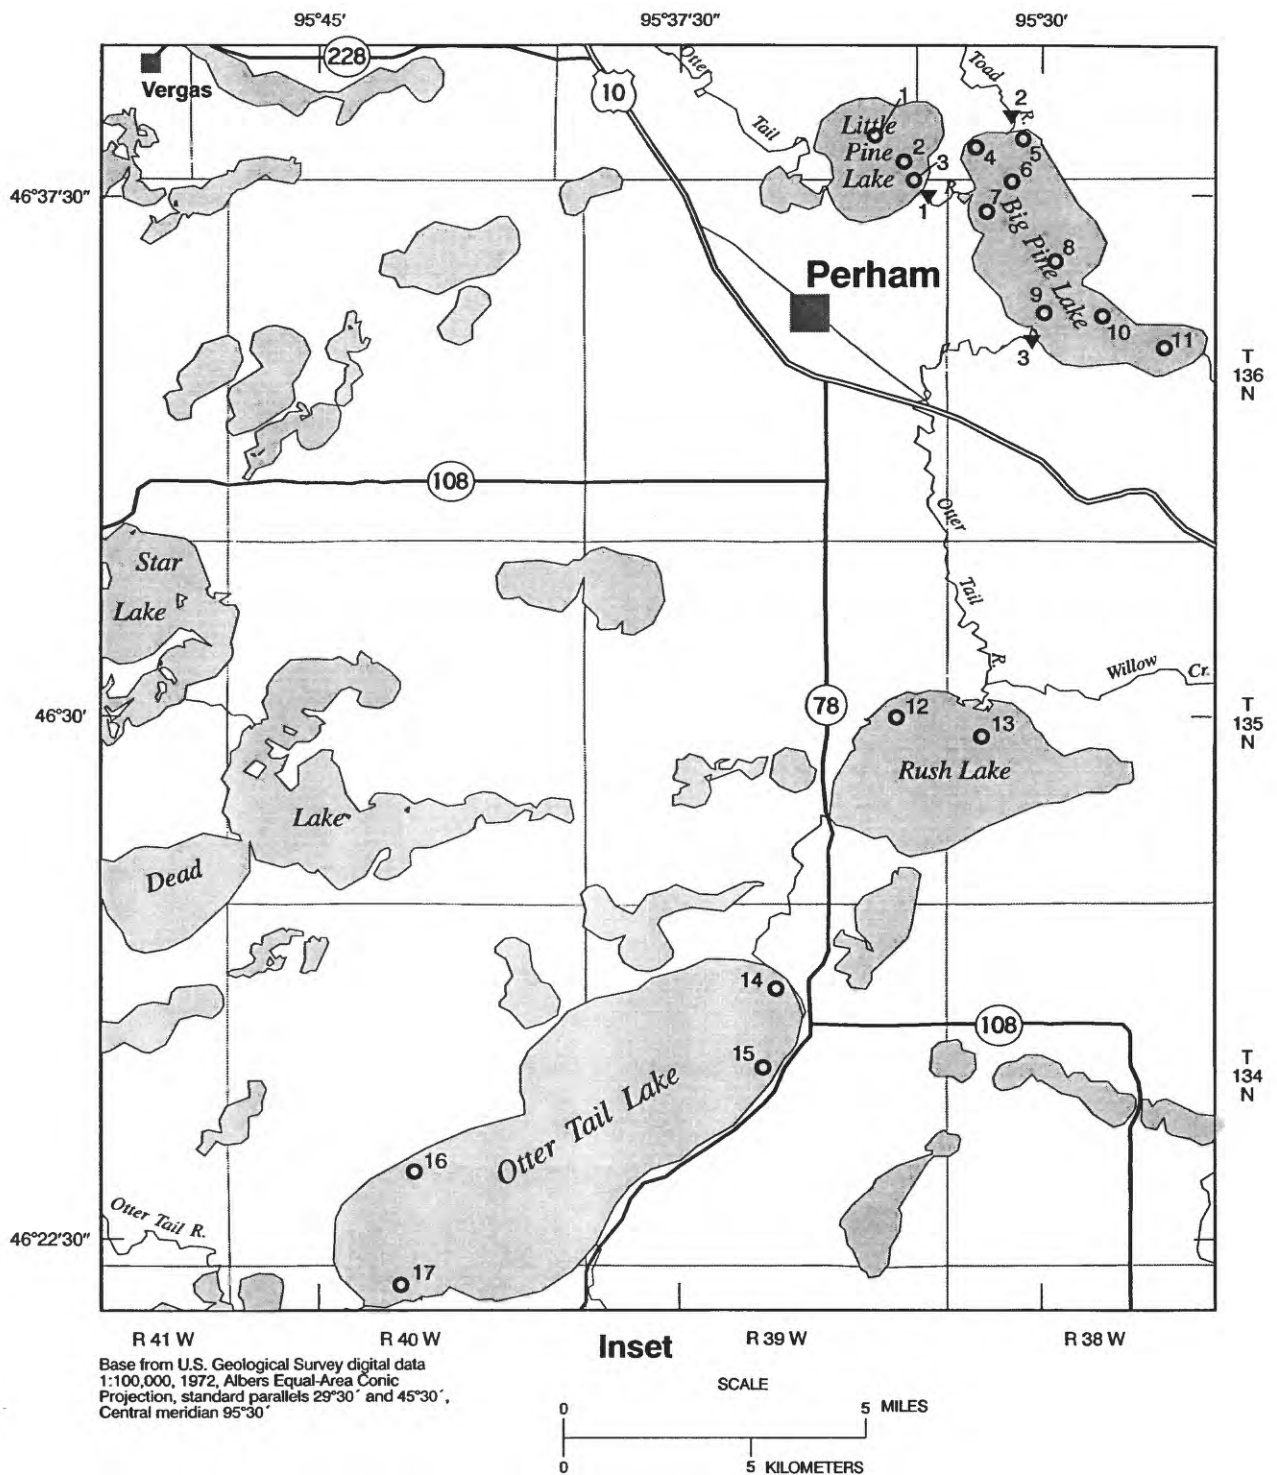 95°45′
95°37′30″
95°30′
228
Vergas
10
Otter
Tail
Toad
R.
2
1
Little
Pine
Lake
2
3
4
5
6
7
1
R.
46°37′30″
Big Pine Lake
8
9
10
11
3
Perham
T
136
N
108
Otter
Tail
R.
Star
Lake
Willow Cr.
46°30′
78
12
13
Rush Lake
T
135
N
Lake
Dead
14
15
108
Otter Tail Lake
T
134
N
16
17
Otter Tail R.
46°22′30″
R 41 W
R 40 W
Inset
R 39 W
R 38 W
Base from U.S. Geological Survey digital data
1:100,000, 1972, Albers Equal-Area Conic
Projection, standard parallels 29°30′ and 45°30′,
Central meridian 95°30′
SCALE
0 5 MILES
0 5 KILOMETERS